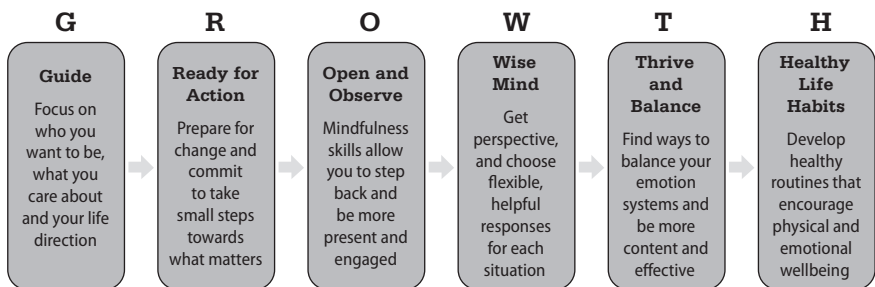 G R O W T H
Guide
Focus on
who you
want to be,
what you
care about
and your life
direction
Ready for
Action
Prepare for
change and
commit
to take
small steps
towards
what matters
Open and
Observe
Mindfulness
skills allow
you to step
back and
be more
present and
engaged
Wise
Mind
Get
perspective,
and choose
flexible,
helpful
responses
for each
situation
Thrive
and
Balance
Find ways to
balance your
emotion
systems and
be more
content and
effective
Healthy
Life
Habits
Develop
healthy
routines that
encourage
physical and
emotional
wellbeing